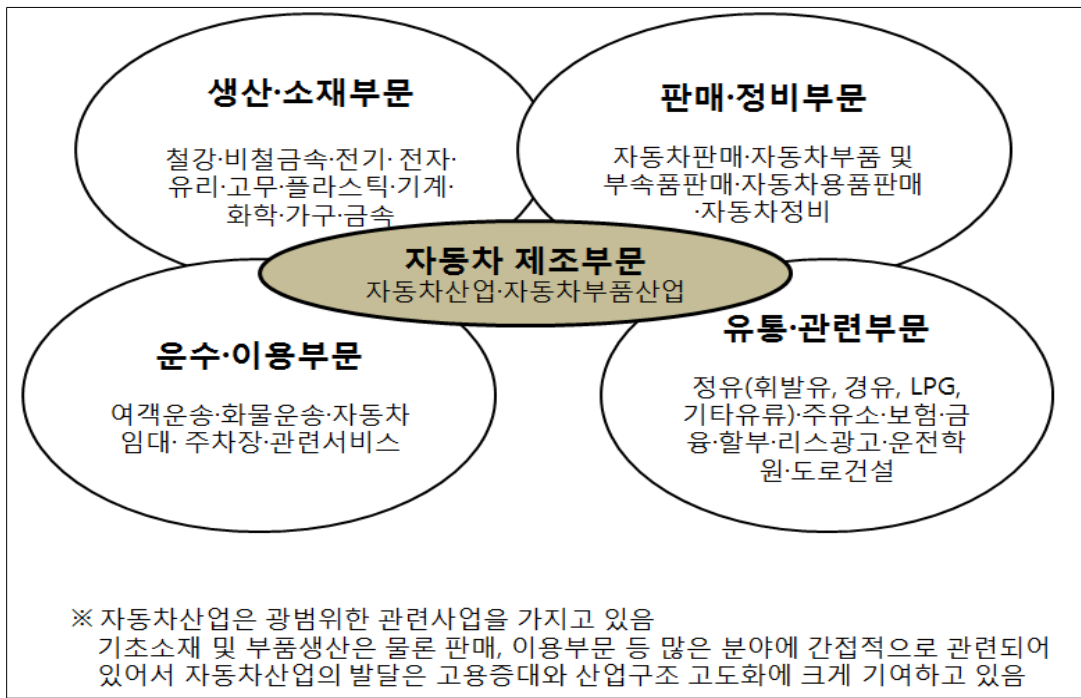 생산·소재부문
철강·비철금속·전기· 전자·
유리·고무·플라스틱·기계·
화학·가구·금속
판매·정비부문
자동차판매·자동차부품 및
부속품판매·자동차용품판매
·자동차정비
자동차 제조부문
자동차산업·자동차부품산업
운수·이용부문
여객운송·화물운송·자동차
임대· 주차장·관련서비스
유통·관련부문
정유(휘발유, 경유, LPG,
기타유류)·주유소·보험·금
융·할부·리스광고·운전학
원·도로건설
※ 자동차산업은 광범위한 관련사업을 가지고 있음
기초소재 및 부품생산은 물론 판매, 이용부문 등 많은 분야에 간접적으로 관련되어
있어서 자동차산업의 발달은 고용증대와 산업구조 고도화에 크게 기여하고 있음